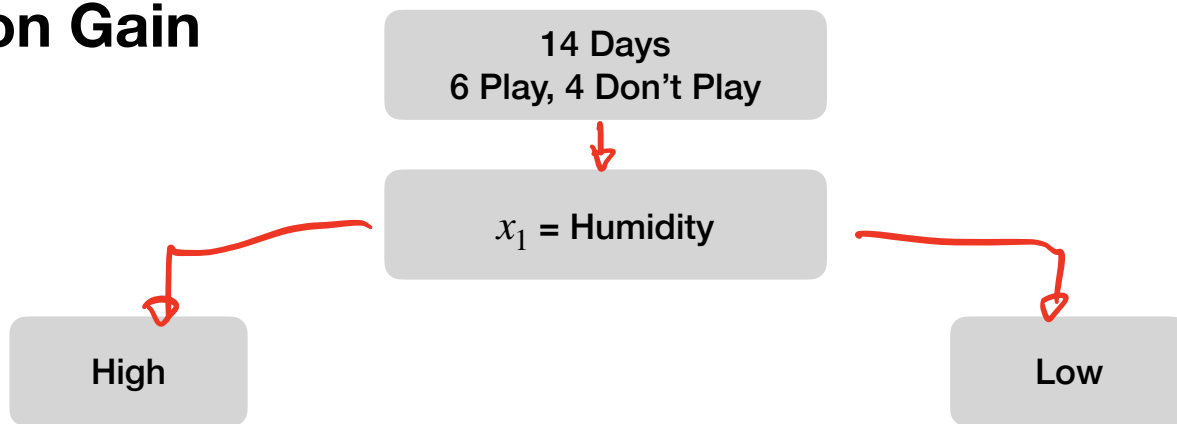 on Gain
14 Days
6 Play, 4 Don’t Play
x₁ = Humidity
High
Low